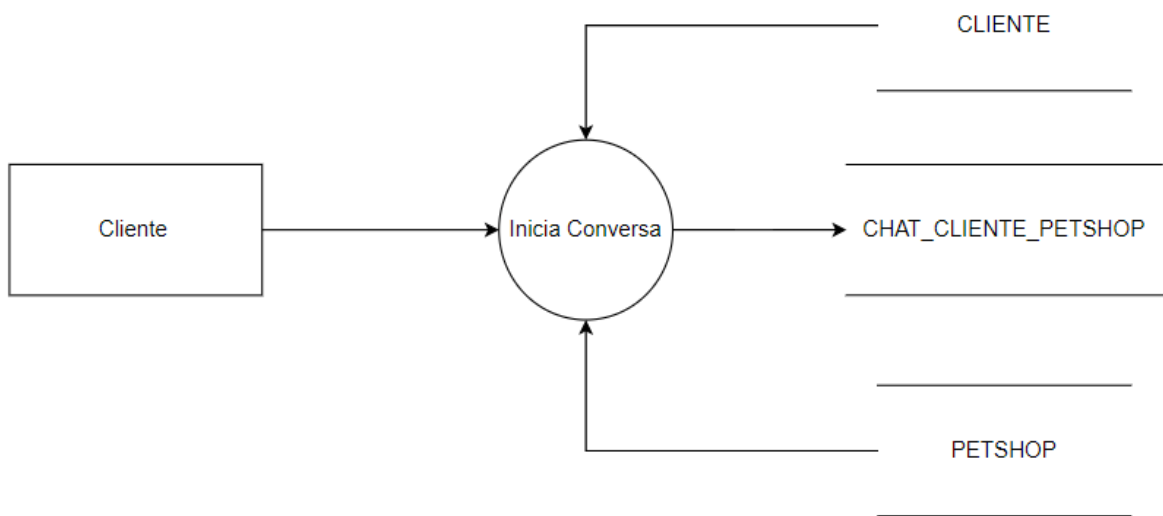 CLIENTE
Cliente
Inicia Conversa
CHAT_CLIENTE_PETSHOP
PETSHOP